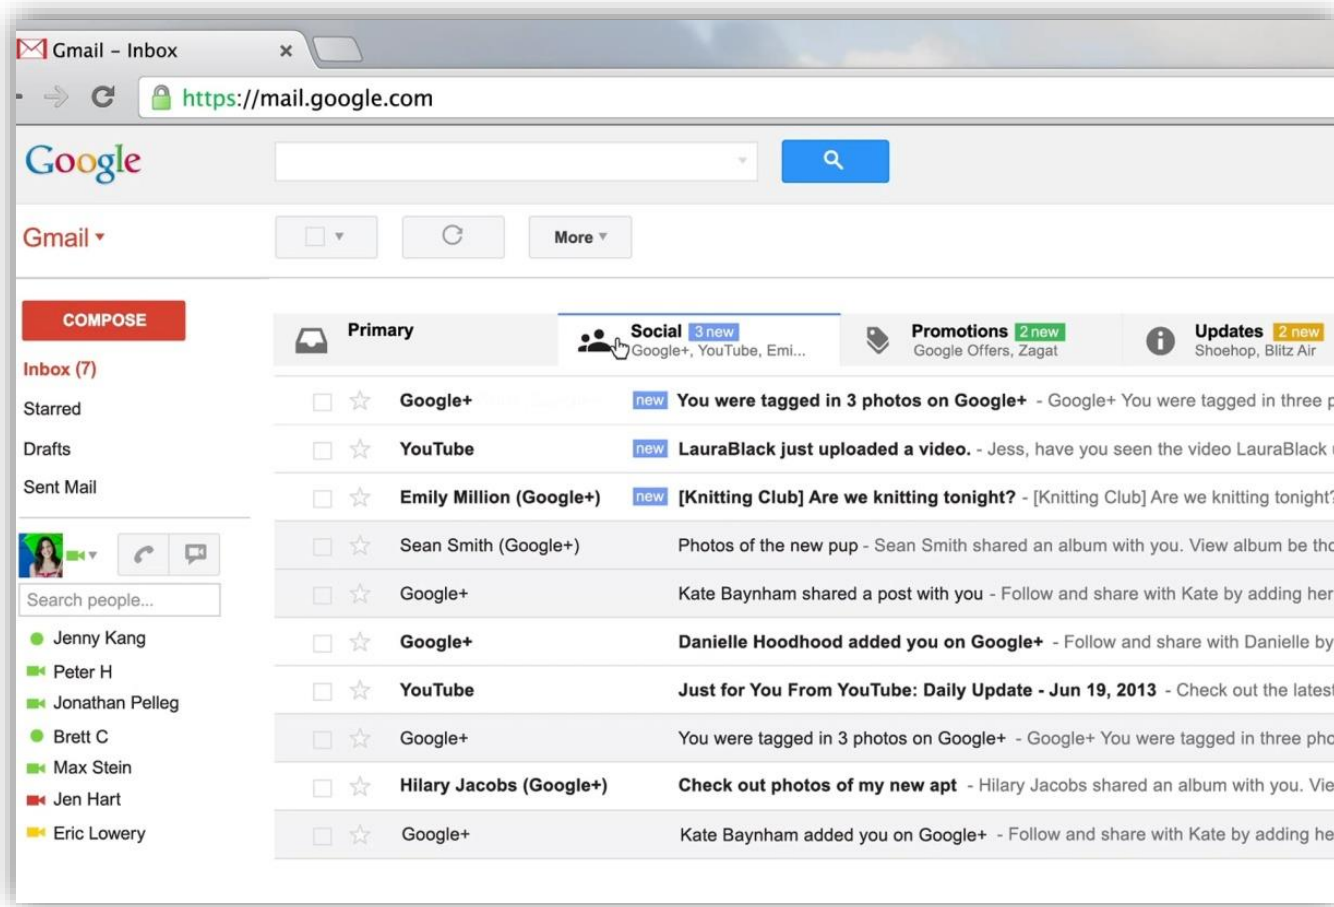 Gmail – Inbox
https://mail.google.com
Google
Gmail
More
COMPOSE
Inbox (7)
Starred
Drafts
Sent Mail
Search people...
Jenny Kang
Peter H
Jonathan Pelleg
Brett C
Max Stein
Jen Hart
Eric Lowery
Primary
Social 3 new
Google+, YouTube, Emi...
Promotions 2 new
Google Offers, Zagat
Updates 2 new
Shoehop, Blitz Air
Google+ new You were tagged in 3 photos on Google+ - Google+ You were tagged in three p
YouTube new LauraBlack just uploaded a video. - Jess, have you seen the video LauraBlack
Emily Million (Google+) new [Knitting Club] Are we knitting tonight? - [Knitting Club] Are we knitting tonight?
Sean Smith (Google+) Photos of the new pup - Sean Smith shared an album with you. View album be tho
Google+ Kate Baynham shared a post with you - Follow and share with Kate by adding her
Google+ Danielle Hoodhood added you on Google+ - Follow and share with Danielle by
YouTube Just for You From YouTube: Daily Update - Jun 19, 2013 - Check out the latest
Google+ You were tagged in 3 photos on Google+ - Google+ You were tagged in three pho
Hilary Jacobs (Google+) Check out photos of my new apt - Hilary Jacobs shared an album with you. Vie
Google+ Kate Baynham added you on Google+ - Follow and share with Kate by adding he